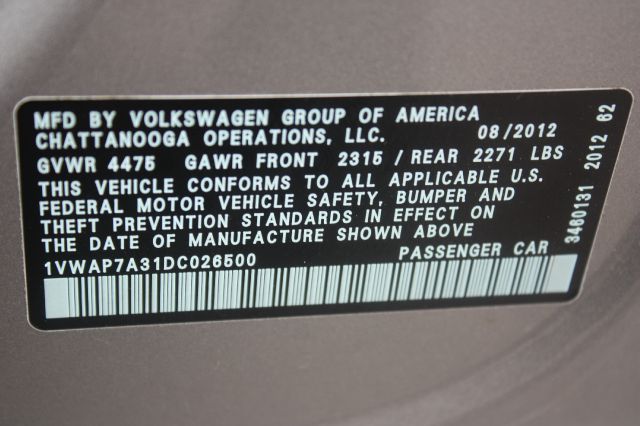 MFD BY VOLKSWAGEN GROUP OF AMERICA
CHATTANOOGA OPERATIONS, LLC. 08/2012
GVWR 4475 GAWR FRONT 2315 / REAR 2271 LBS
THIS VEHICLE CONFORMS TO ALL APPLICABLE U.S.
FEDERAL MOTOR VEHICLE SAFETY, BUMPER AND
THEFT PREVENTION STANDARDS IN EFFECT ON
THE DATE OF MANUFACTURE SHOWN ABOVE
1VWAP7A31DC026500 PASSENGER CAR
3460131 2012 62